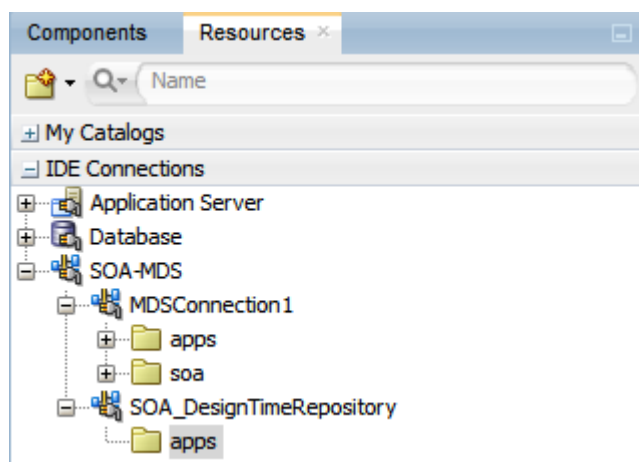 Components Resources
Name
My Catalogs
IDE Connections
Application Server
Database
SOA-MDS
MDSConnection1
apps
soa
SOA_DesignTimeRepository
apps